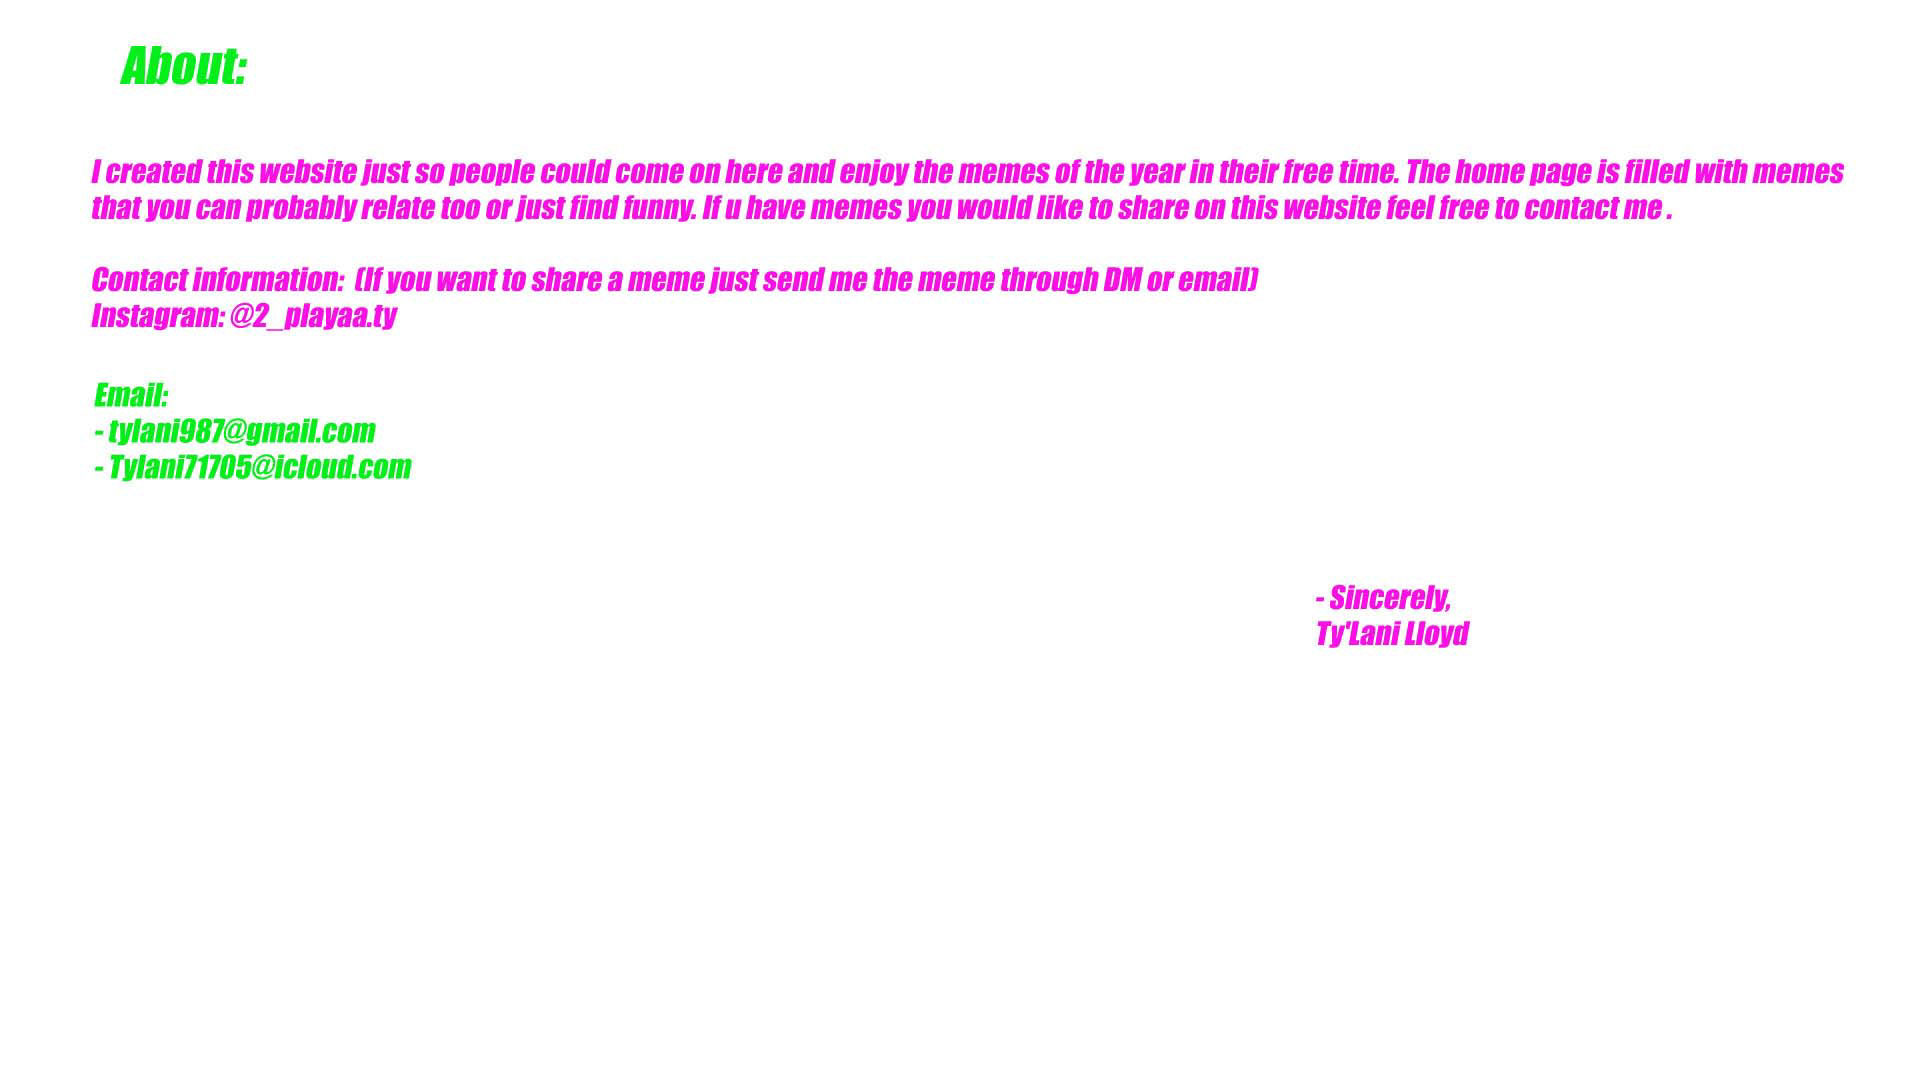 About:
I created this website just so people could come on here and enjoy the memes of the year in their free time. The home page is filled with memes
that you can probably relate too or just find funny. If u have memes you would like to share on this website feel free to contact me .
Contact information:  (If you want to share a meme just send me the meme through DM or email)
Instagram: @2_playaa.ty
Email:
- tylani987@gmail.com
- Tylani71705@icloud.com
- Sincerely,
Ty'Lani Lloyd